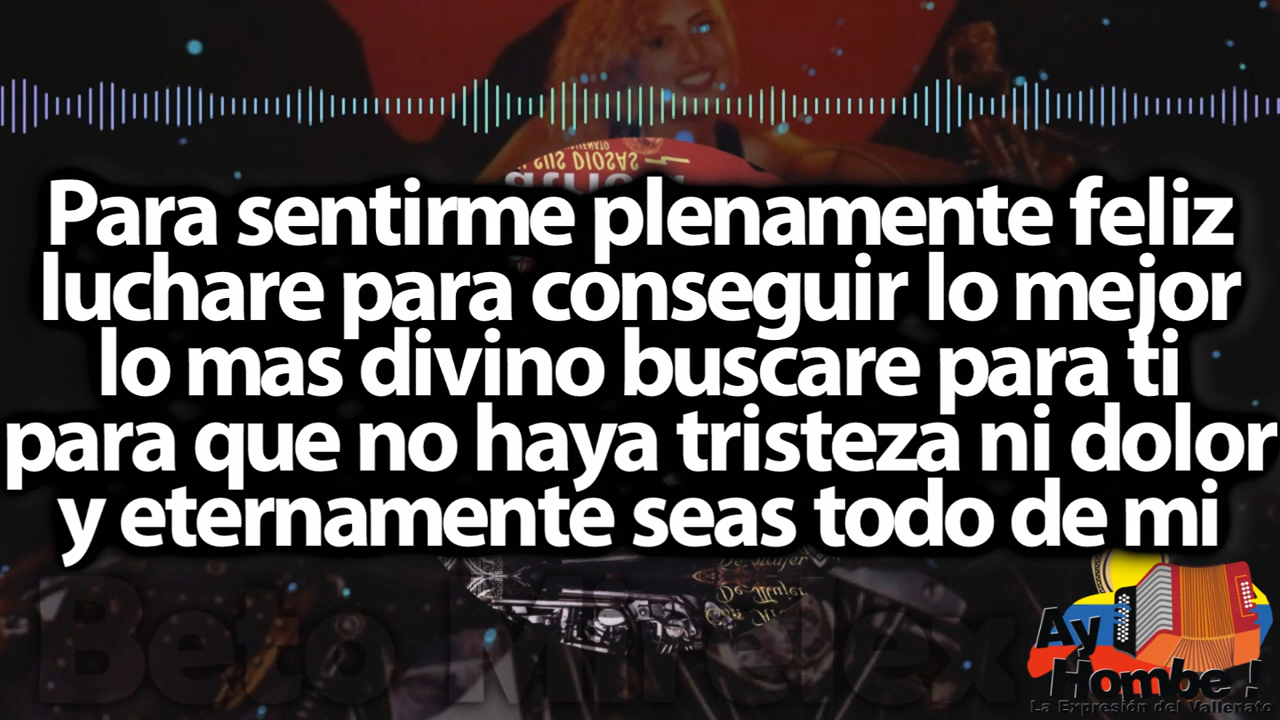 Para sentirme plenamente feliz
luchare para conseguir lo mejor
lo mas divino buscare para ti
para que no haya tristeza ni dolor
y eternamente seas todo de mi
Ay
Hombe !
La Expresión del Vallenato